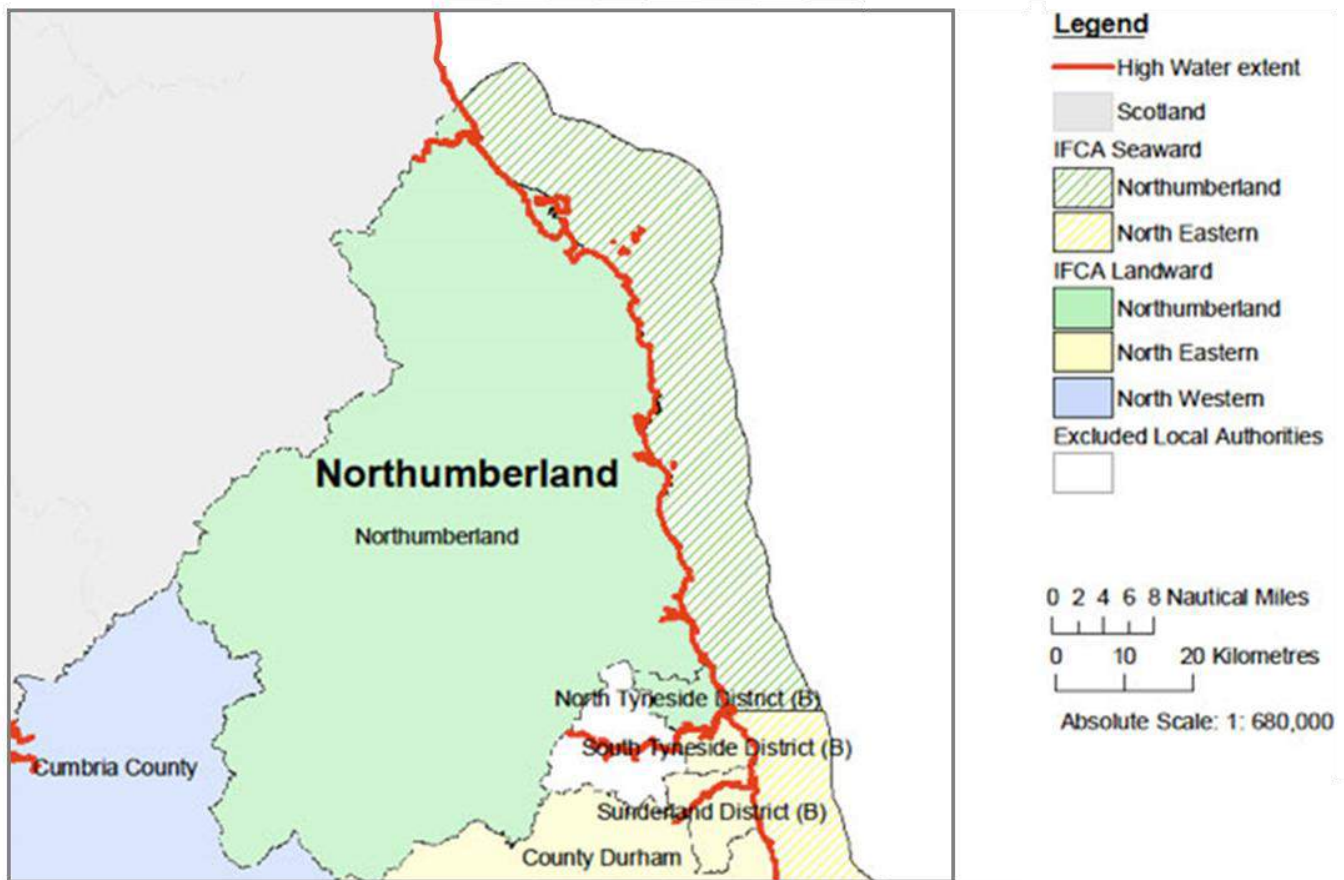 Northumberland
Northumberland
North Tyneside District (B)
South Tyneside District (B)
Cumbria County
Sunderland District (B)
County Durham
Legend
High Water extent
Scotland
IFCA Seaward
Northumberland
North Eastern
IFCA Landward
Northumberland
North Eastern
North Western
Excluded Local Authorities
0 2 4 6 8 Nautical Miles
0 10 20 Kilometres
Absolute Scale: 1: 680,000